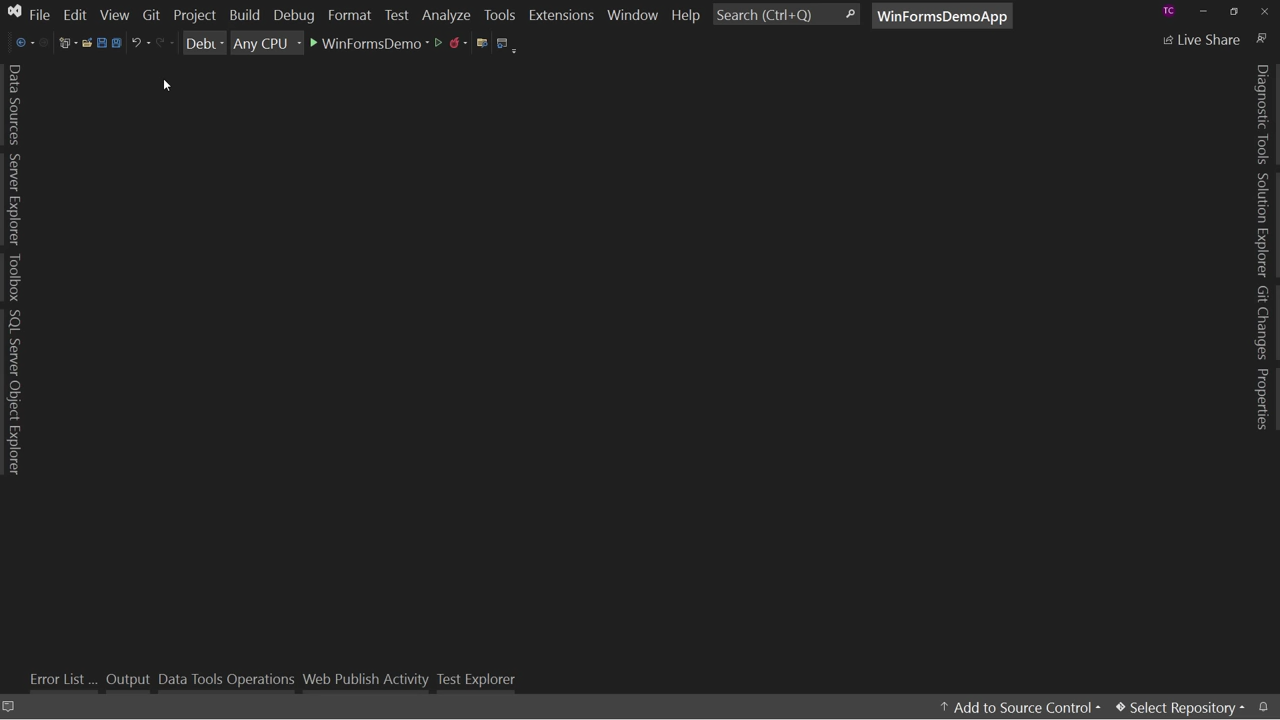 File Edit View Git Project Build Debug Format Test Analyze Tools Extensions Window Help Search (Ctrl+Q) WinFormsDemoApp TC
Debu Any CPU WinFormsDemo Live Share
Data Sources
Server Explorer
Toolbox
SQL Server Object Explorer
Diagnostic Tools
Solution Explorer
Git Changes
Properties
Error List ... Output Data Tools Operations Web Publish Activity Test Explorer
Add to Source Control Select Repository